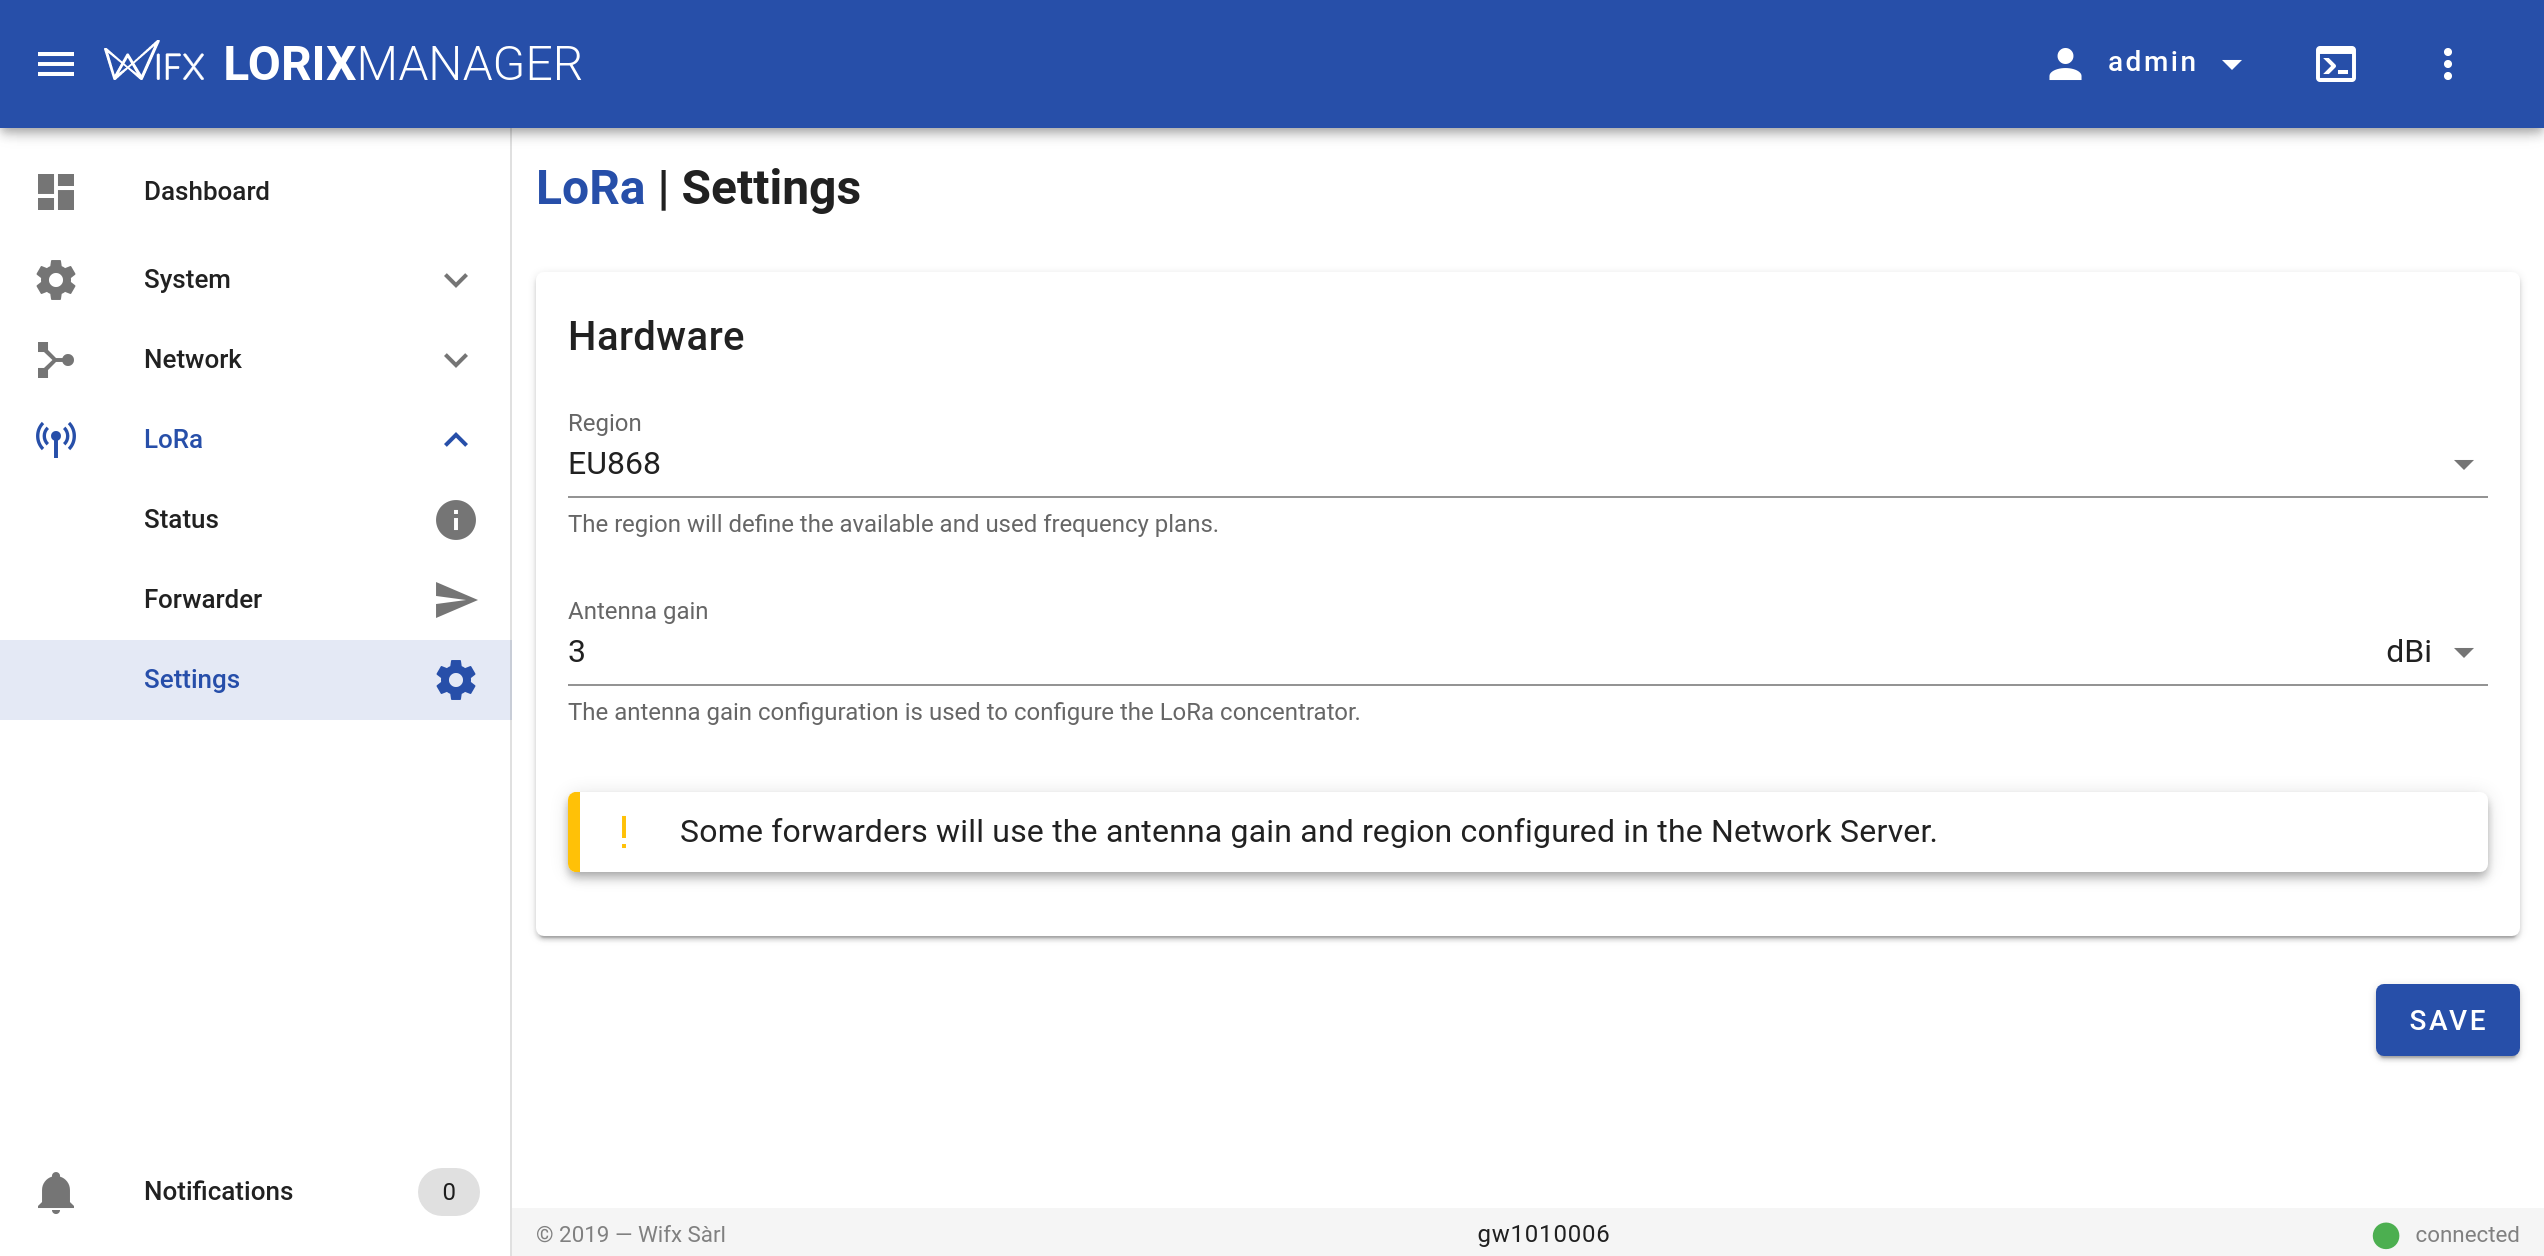 WIFX LORIXMANAGER
admin
Dashboard
System
Network
LoRa
Status
Forwarder
Settings
Notifications
0
LoRa | Settings
Hardware
Region
EU868
The region will define the available and used frequency plans.
Antenna gain
3
dBi
The antenna gain configuration is used to configure the LoRa concentrator.
Some forwarders will use the antenna gain and region configured in the Network Server.
SAVE
© 2019 — Wifx Sàrl
gw1010006
connected